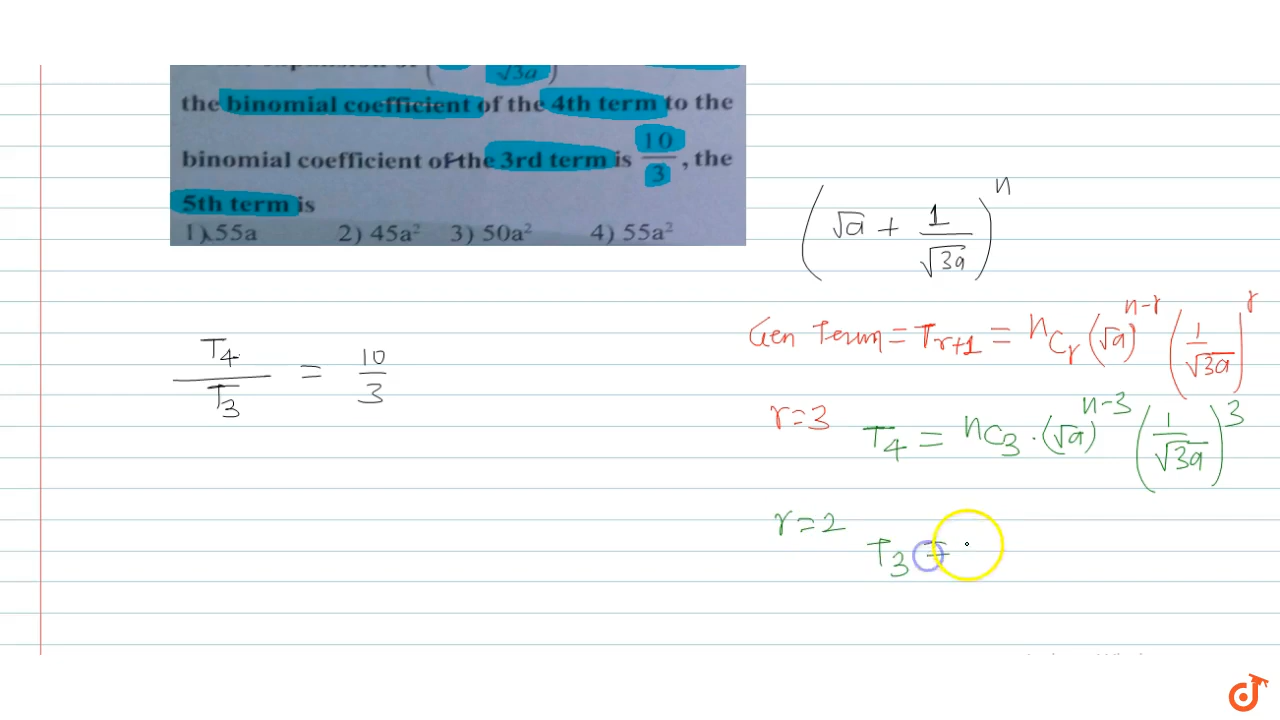 √3a
the binomial coefficient of the 4th term to the
binomial coefficient of the 3rd term is 10/3, the
5th term is
1) 55a 2) 45a² 3) 50a² 4) 55a²
(√a + 1/√3a)^n
Gen Term = T_{r+1} = nC_r (√a)^{n-r} (1/√3a)^r
T_4/T_3 = 10/3
r=3 T_4 = nC_3 · (√a)^{n-3} (1/√3a)^3
r=2 T_3 =